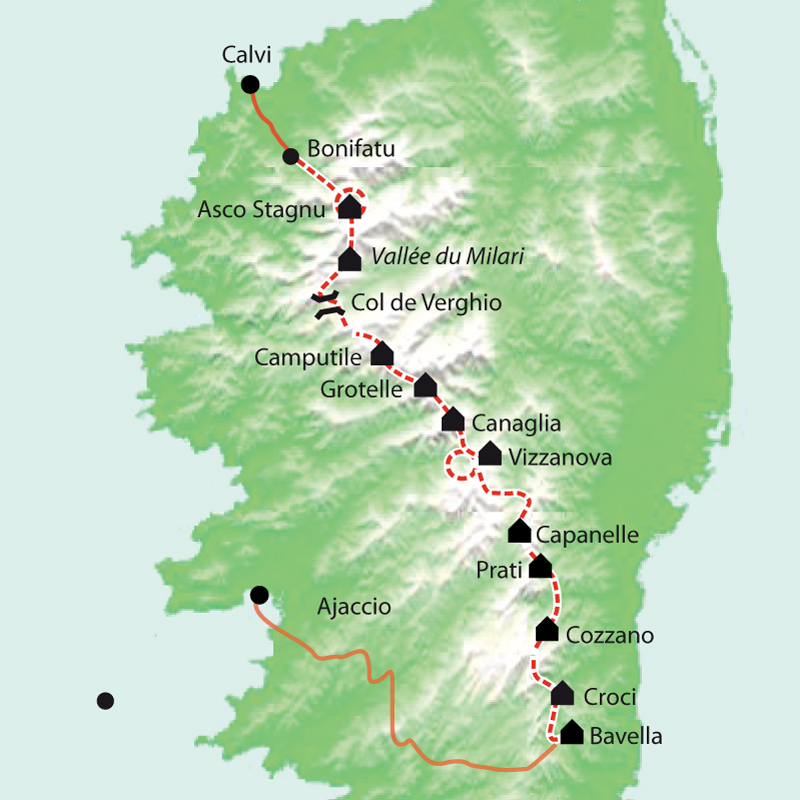 Calvi
Bonifatu
Asco Stagnu
Vallée du Milari
Col de Verghio
Camputile
Grotelle
Canaglia
Vizzanova
Capanelle
Prati
Ajaccio
Cozzano
Croci
Bavella